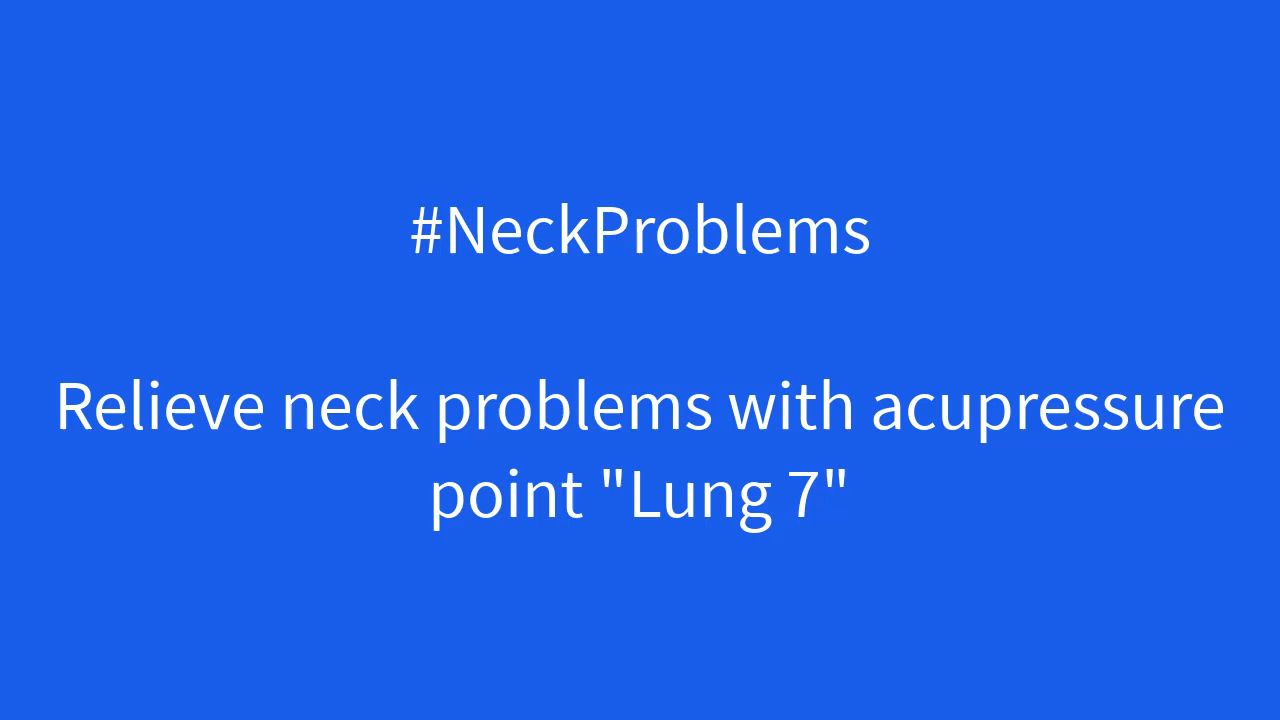 #NeckProblems
Relieve neck problems with acupressure
point "Lung 7"